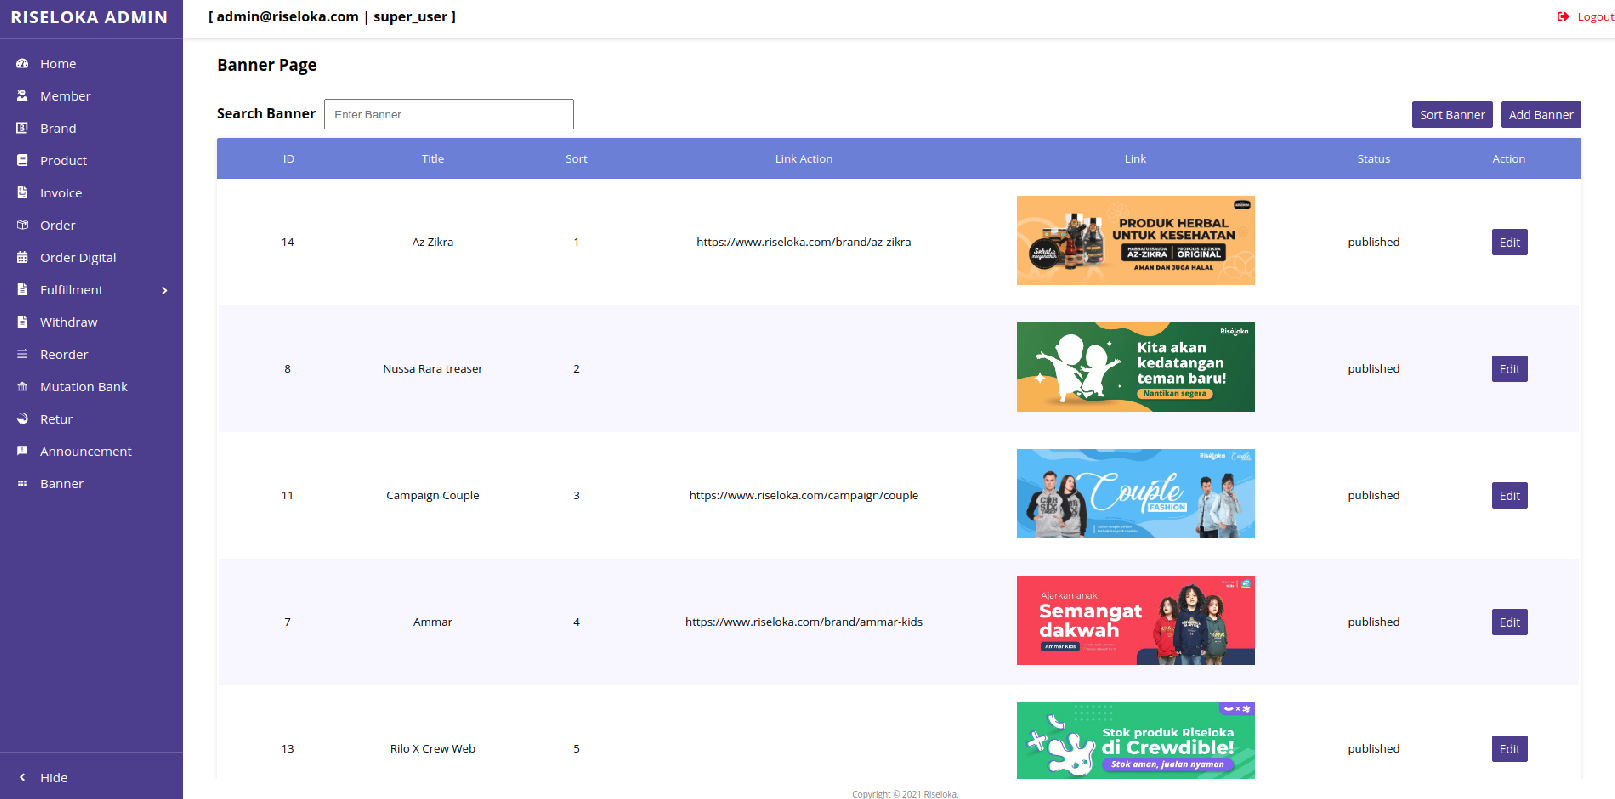 RISELOKA ADMIN
[ admin@riseloka.com | super_user ]
Logout
Home
Member
Brand
Product
Invoice
Order
Order Digital
Fulfillment
Withdraw
Reorder
Mutation Bank
Retur
Announcement
Banner
Hide
Banner Page
Search Banner
Enter Banner
Sort Banner
Add Banner
ID Title Sort Link Action Link Status Action
14 Az Zikra 1 https://www.riseloka.com/brand/az-zikra published Edit
PRODUK HERBAL
UNTUK KESEHATAN
AZ-ZIKRA ORIGINAL
AMAN DAN JUGA HALAL
8 Nussa Rara treaser 2 published Edit
Riseloka
Kita akan
kedatangan
teman baru!
Nantikan segera
11 Campaign Couple 3 https://www.riseloka.com/campaign/couple published Edit
Riseloka
Couple
FASHION
7 Ammar 4 https://www.riseloka.com/brand/ammar-kids published Edit
Ajarkan anak
Semangat
dakwah
Ammar Kids
13 Rilo X Crew Web 5 published Edit
Stok produk Riseloka
di Crewdible!
Stok aman, jualan nyaman
Copyright © 2021 Riseloka.